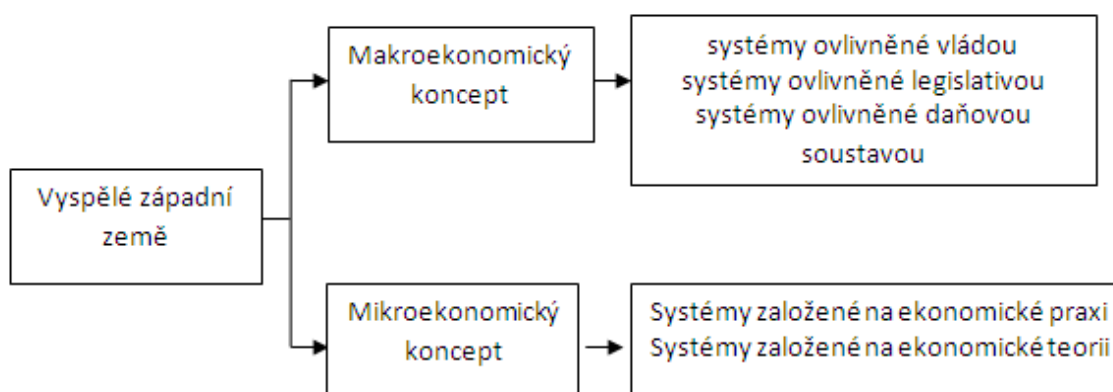 Makroekonomický
koncept
systémy ovlivněné vládou
systémy ovlivněné legislativou
systémy ovlivněné daňovou
soustavou
Vyspělé západní
země
Mikroekonomický
koncept
Systémy založené na ekonomické praxi
Systémy založené na ekonomické teorii